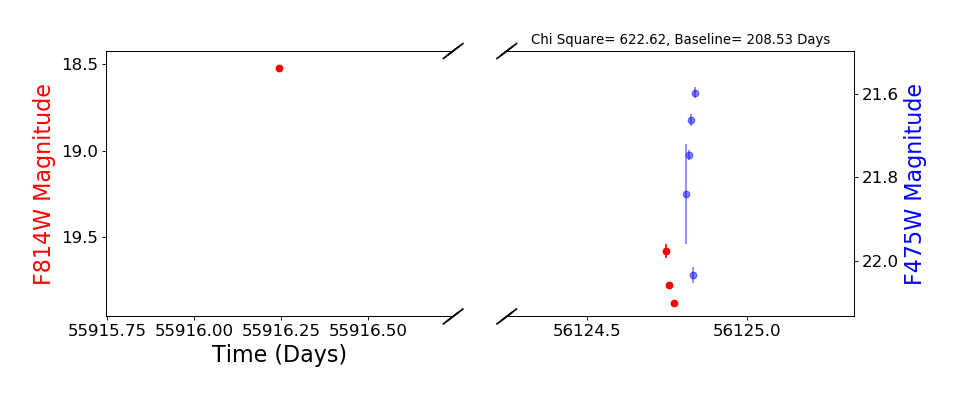 Chi Square= 622.62, Baseline= 208.53 Days
F814W Magnitude
18.5
19.0
19.5
F475W Magnitude
21.6
21.8
22.0
55915.75 55916.00 55916.25 55916.50
56124.5 56125.0
Time (Days)